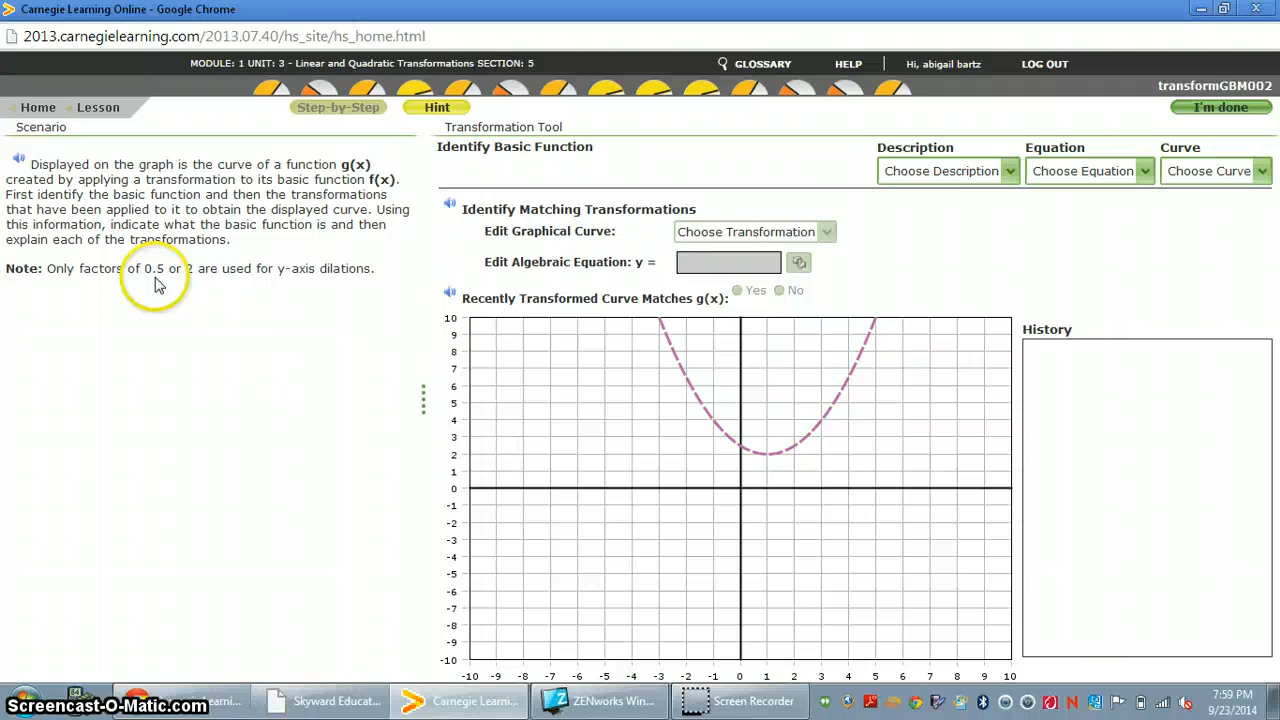 Carnegie Learning Online - Google Chrome
2013.carnegielearning.com/2013.07.40/hs_site/hs_home.html
MODULE: 1 UNIT: 3 - Linear and Quadratic Transformations SECTION: 5
GLOSSARY
HELP
Hi, abigail bartz
LOG OUT
transformGBM002
Home
Lesson
Step-by-Step
Hint
I'm done
Scenario
Displayed on the graph is the curve of a function g(x)
created by applying a transformation to its basic function f(x).
First identify the basic function and then the transformations
that have been applied to it to obtain the displayed curve. Using
this information, indicate what the basic function is and then
explain each of the transformations.
Note: Only factors of 0.5 or 2 are used for y-axis dilations.
Transformation Tool
Identify Basic Function
Description
Equation
Curve
Choose Description
Choose Equation
Choose Curve
Identify Matching Transformations
Edit Graphical Curve:
Choose Transformation
Edit Algebraic Equation: y =
Recently Transformed Curve Matches g(x):
Yes
No
10
9
8
7
6
5
4
3
2
1
0
-1
-2
-3
-4
-5
-6
-7
-8
-9
-10
-10 -9 -8 -7 -6 -5 -4 -3 -2 -1 0 1 2 3 4 5 6 7 8 9 10
History
84
Learni...
Skyward Educat...
Carnegie Learni...
ZENworks Win...
Screen Recorder
7:59 PM
9/23/2014
Screencast-O-Matic.com